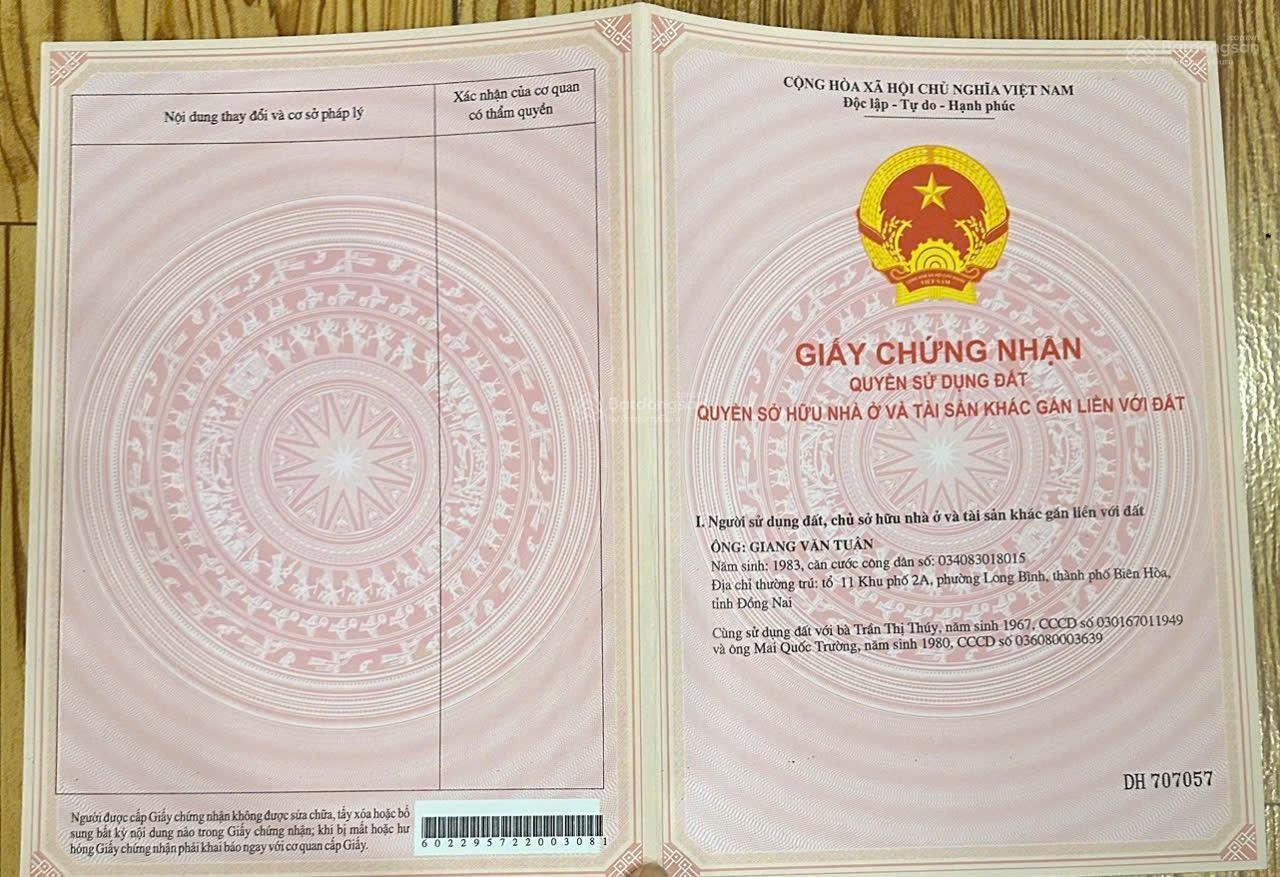 Nội dung thay đổi và cơ sở pháp lý
Xác nhận của cơ quan
có thẩm quyền
Người được cấp Giấy chứng nhận không được sửa chữa, tẩy xóa hoặc bổ
sung bất kỳ nội dung nào trong Giấy chứng nhận; khi bị mất hoặc hư
hỏng Giấy chứng nhận phải khai báo ngay với cơ quan cấp Giấy.
602295722003081
CỘNG HÒA XÃ HỘI CHỦ NGHĨA VIỆT NAM
Độc lập - Tự do - Hạnh phúc
VIỆT NAM
GIẤY CHỨNG NHẬN
QUYỀN SỬ DỤNG ĐẤT
QUYỀN SỞ HỮU NHÀ Ở VÀ TÀI SẢN KHÁC GẮN LIỀN VỚI ĐẤT
I. Người sử dụng đất, chủ sở hữu nhà ở và tài sản khác gắn liền với đất
ÔNG: GIANG VĂN TUÂN
Năm sinh: 1983, căn cước công dân số: 034083018015
Địa chỉ thường trú: tổ 11 Khu phố 2A, phường Long Bình, thành phố Biên Hòa,
tỉnh Đồng Nai
Cùng sử dụng đất với bà Trần Thị Thúy, năm sinh 1967, CCCD số 030167011949
và ông Mai Quốc Trường, năm sinh 1980, CCCD số 036080003639
DH 707057
Batdongsan